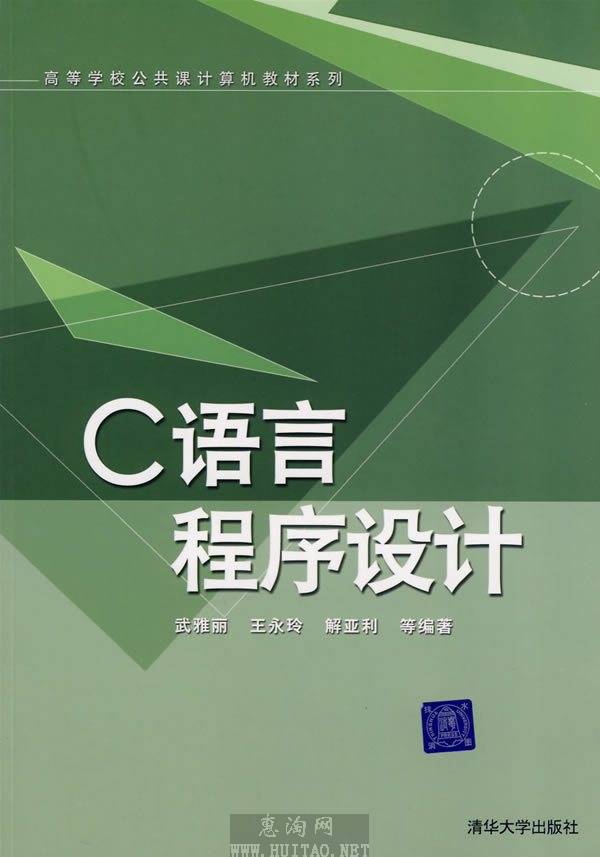 高等学校公共课计算机教材系列
C语言
程序设计
武雅丽 王永玲 解亚利 等编著
PRESS
清华大学出版社
惠淘网
WWW.HUITAO.NET